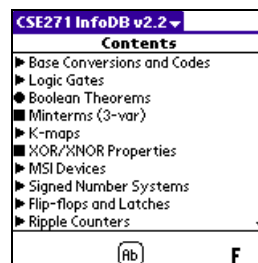 CSE271 InfoDB v2.2
Contents
Base Conversions and Codes
Logic Gates
Boolean Theorems
Minterms (3-var)
K-maps
XOR/XNOR Properties
MSI Devices
Signed Number Systems
Flip-flops and Latches
Ripple Counters
Ab
F